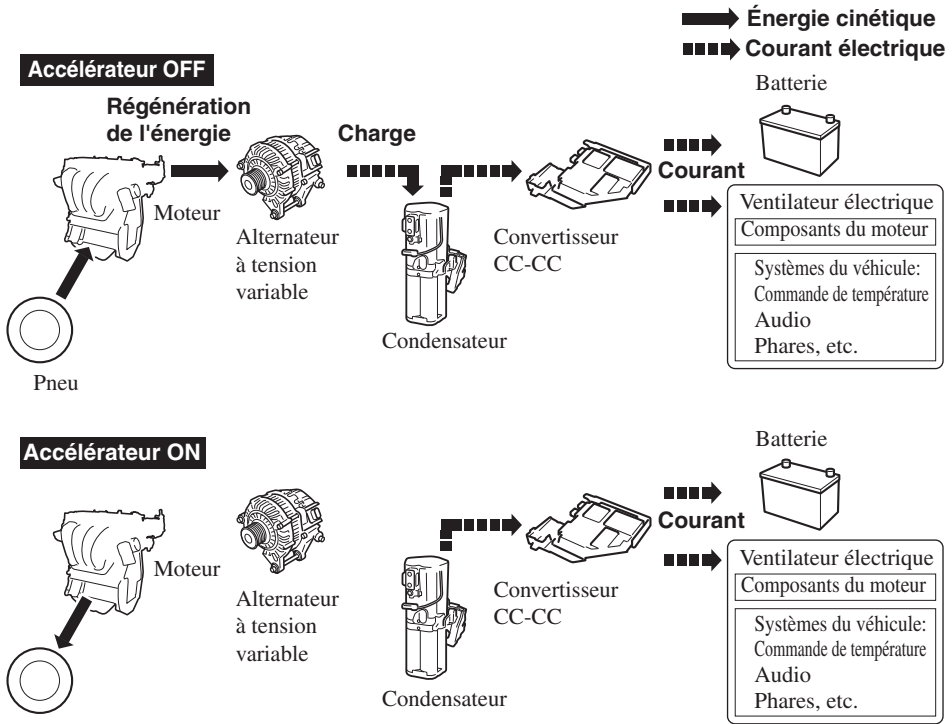 Énergie cinétique
Courant électrique
Accélérateur OFF
Batterie
Régénération
de l'énergie
Charge
Courant
Moteur
Ventilateur électrique
Composants du moteur
Alternateur
à tension
variable
Convertisseur
CC-CC
Systèmes du véhicule:
Commande de température
Audio
Phares, etc.
Condensateur
Pneu
Accélérateur ON
Batterie
Courant
Moteur
Ventilateur électrique
Composants du moteur
Alternateur
à tension
variable
Convertisseur
CC-CC
Systèmes du véhicule:
Commande de température
Audio
Phares, etc.
Condensateur